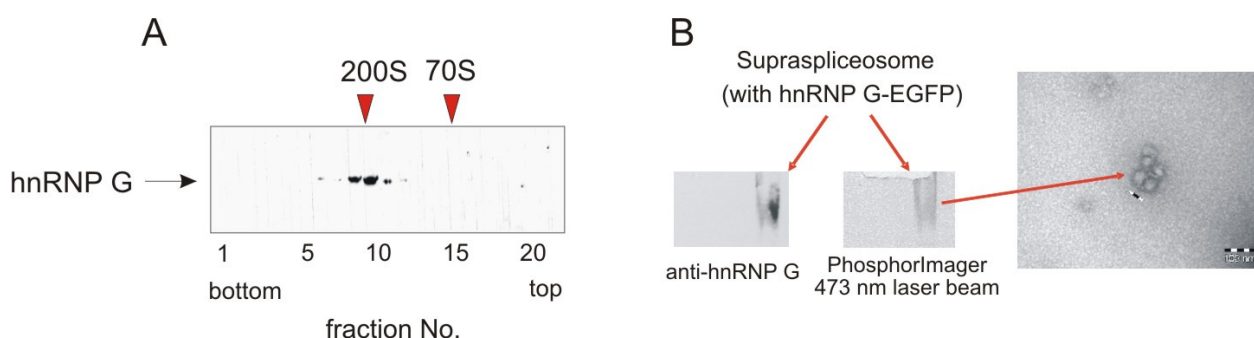 A
200S 70S
hnRNP G
1 5 10 15 20
bottom top
fraction No.
B
Supraspliceosome
(with hnRNP G-EGFP)
anti-hnRNP G
PhosphorImager
473 nm laser beam